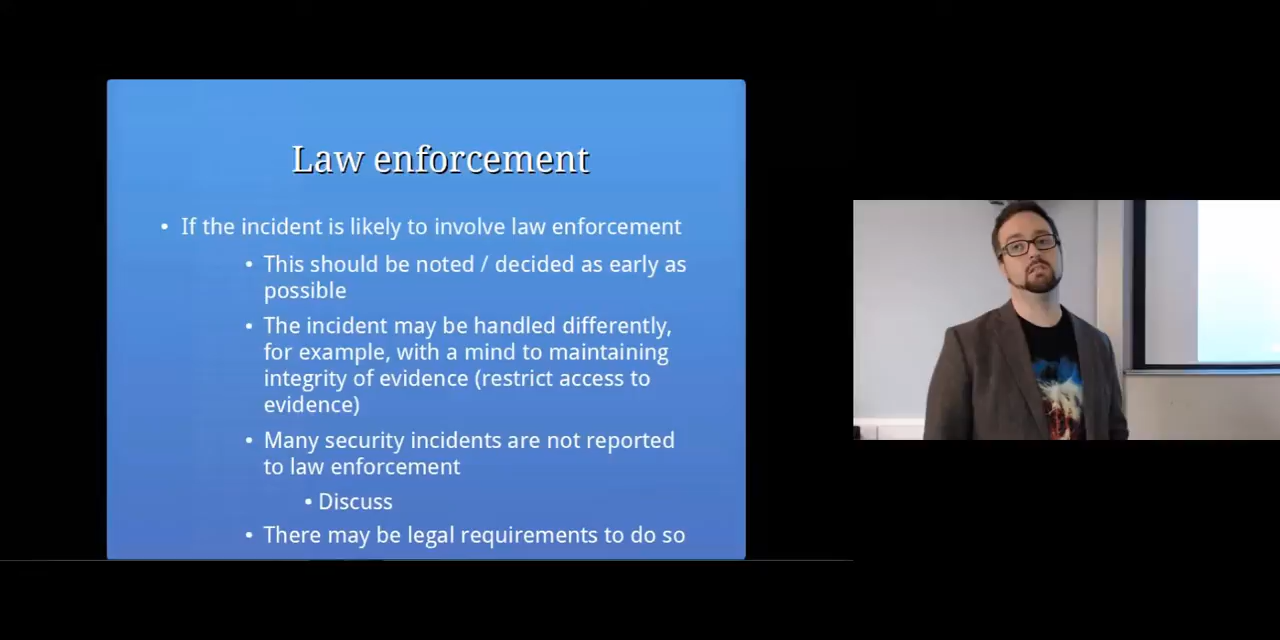 Law enforcement
• If the incident is likely to involve law enforcement
• This should be noted / decided as early as
possible
• The incident may be handled differently,
for example, with a mind to maintaining
integrity of evidence (restrict access to
evidence)
• Many security incidents are not reported
to law enforcement
• Discuss
• There may be legal requirements to do so